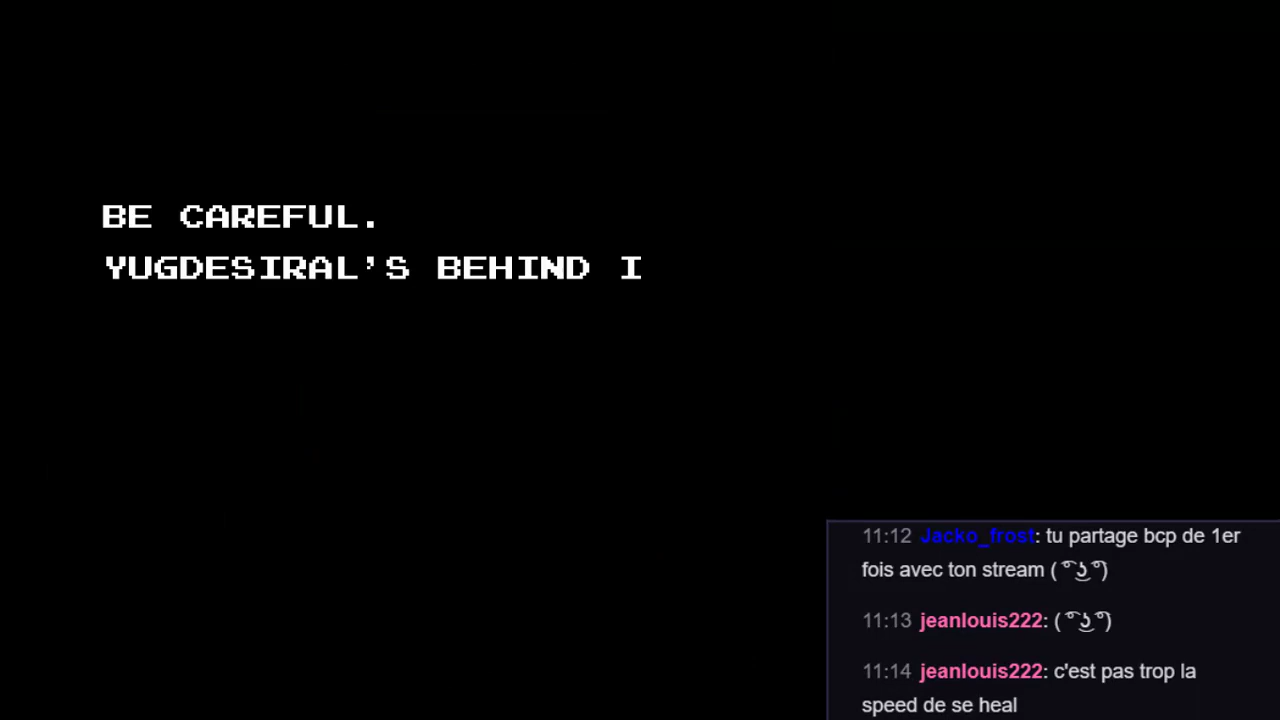 BE CAREFUL.
YUGDESIRAL'S BEHIND I
11:12 Jacko_frost: tu partage bcp de 1er
fois avec ton stream ( ͡° ͜ʖ ͡°)
11:13 jeanlouis222: ( ͡° ͜ʖ ͡°)
11:14 jeanlouis222: c'est pas trop la
speed de se heal